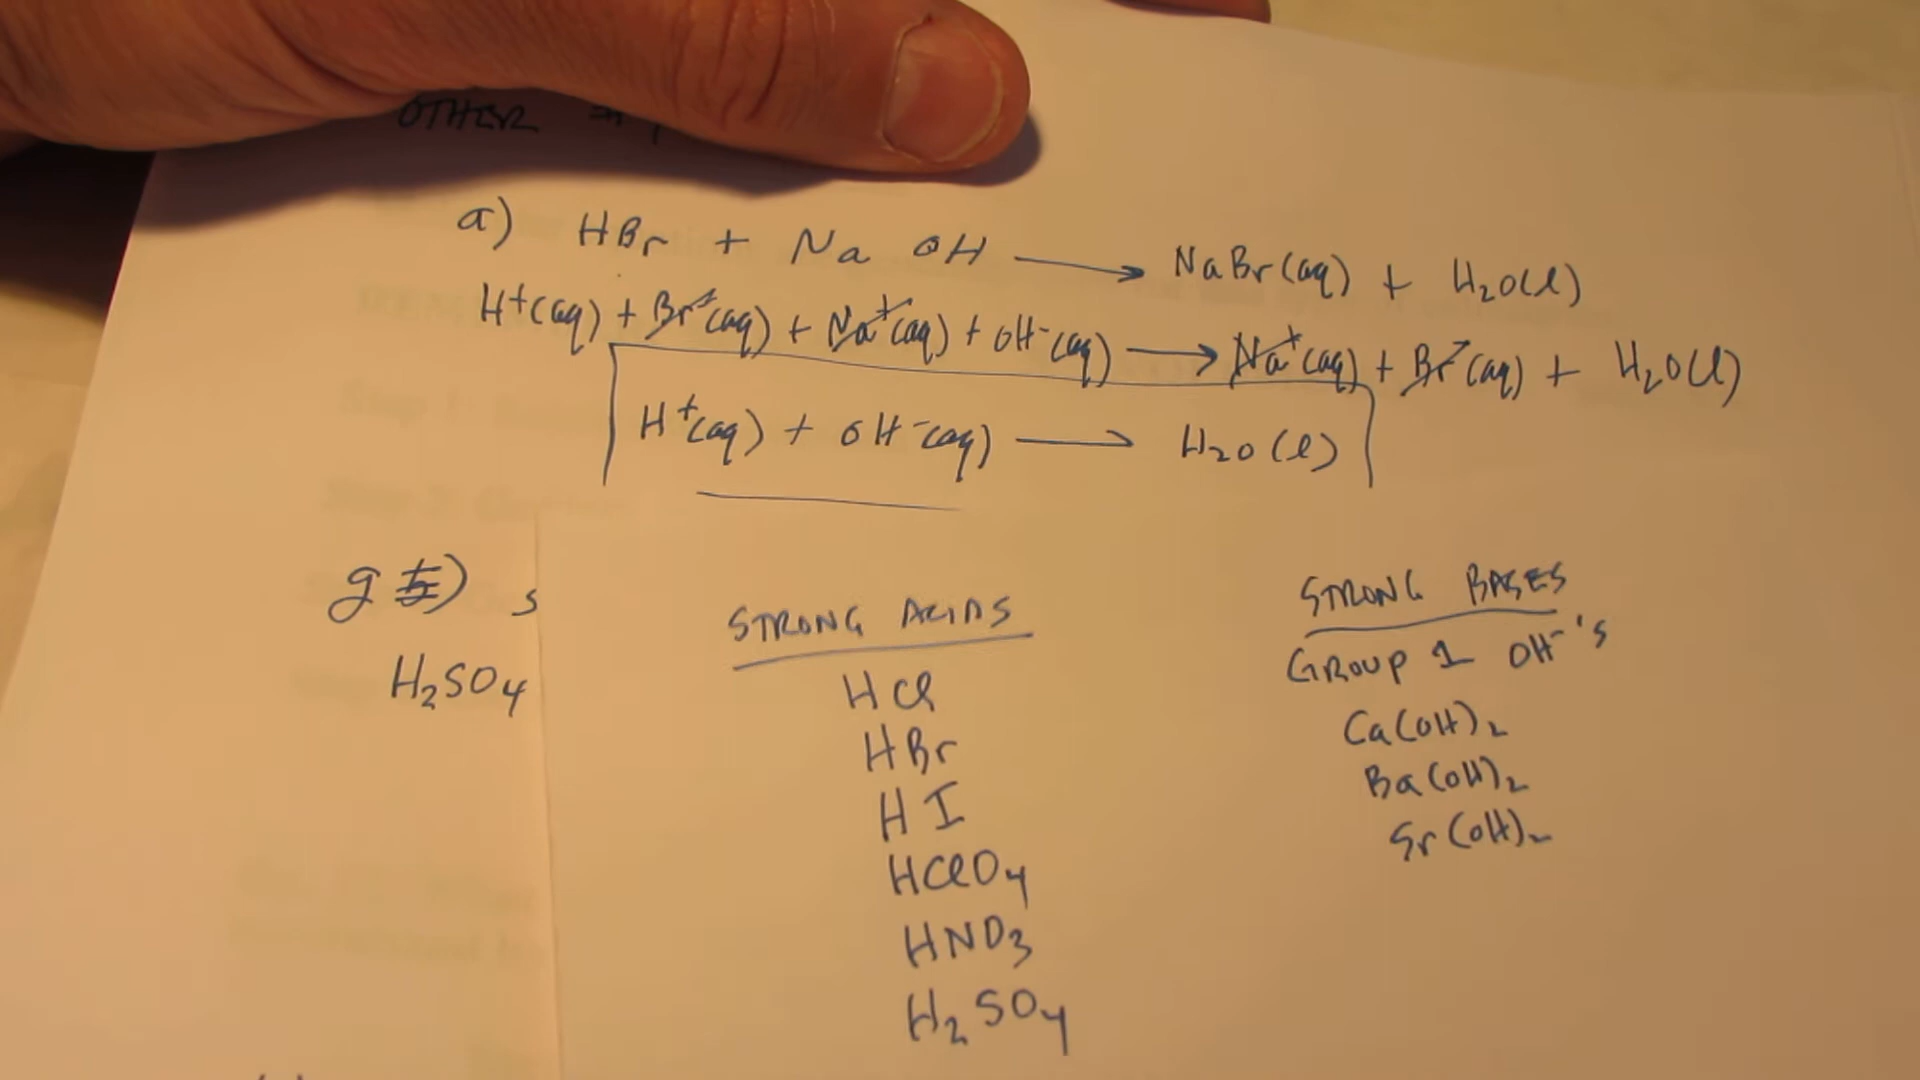 OTHER
a) HBr + NaOH ⟶ NaBr(aq) + H₂O(l)
H⁺(aq) + Br⁻(aq) + Na⁺(aq) + OH⁻(aq) ⟶ Na⁺(aq) + Br⁻(aq) + H₂O(l)
H⁺(aq) + OH⁻(aq) ⟶ H₂O(l)
g) s
H₂SO₄
STRONG ACIDS
HCl
HBr
HI
HClO₄
HNO₃
H₂SO₄
STRONG BASES
GROUP 1 OH⁻'s
Ca(OH)₂
Ba(OH)₂
Sr(OH)₂